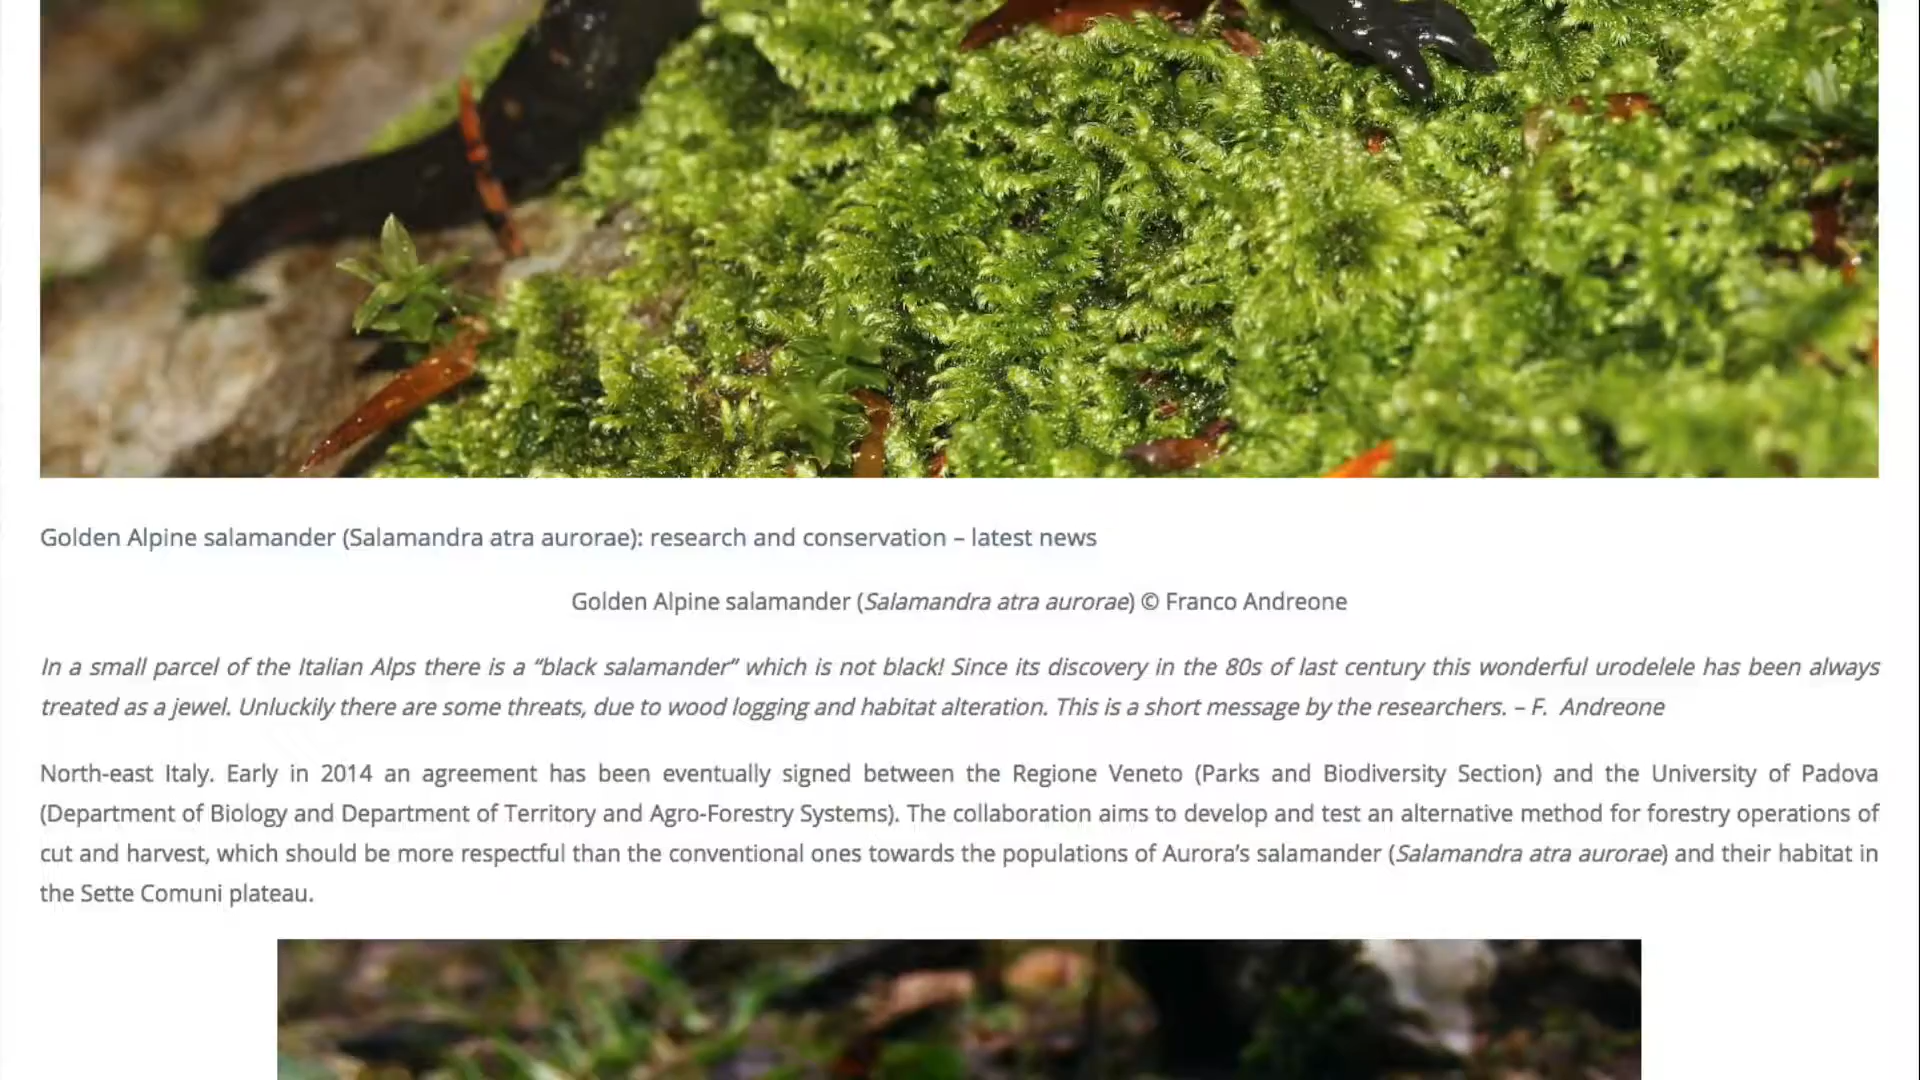 Golden Alpine salamander (Salamandra atra aurorae): research and conservation – latest news
Golden Alpine salamander (Salamandra atra aurorae) © Franco Andreone
In a small parcel of the Italian Alps there is a “black salamander” which is not black! Since its discovery in the 80s of last century this wonderful urodelele has been always
treated as a jewel. Unluckily there are some threats, due to wood logging and habitat alteration. This is a short message by the researchers. – F. Andreone
North-east Italy. Early in 2014 an agreement has been eventually signed between the Regione Veneto (Parks and Biodiversity Section) and the University of Padova
(Department of Biology and Department of Territory and Agro-Forestry Systems). The collaboration aims to develop and test an alternative method for forestry operations of
cut and harvest, which should be more respectful than the conventional ones towards the populations of Aurora’s salamander (Salamandra atra aurorae) and their habitat in
the Sette Comuni plateau.